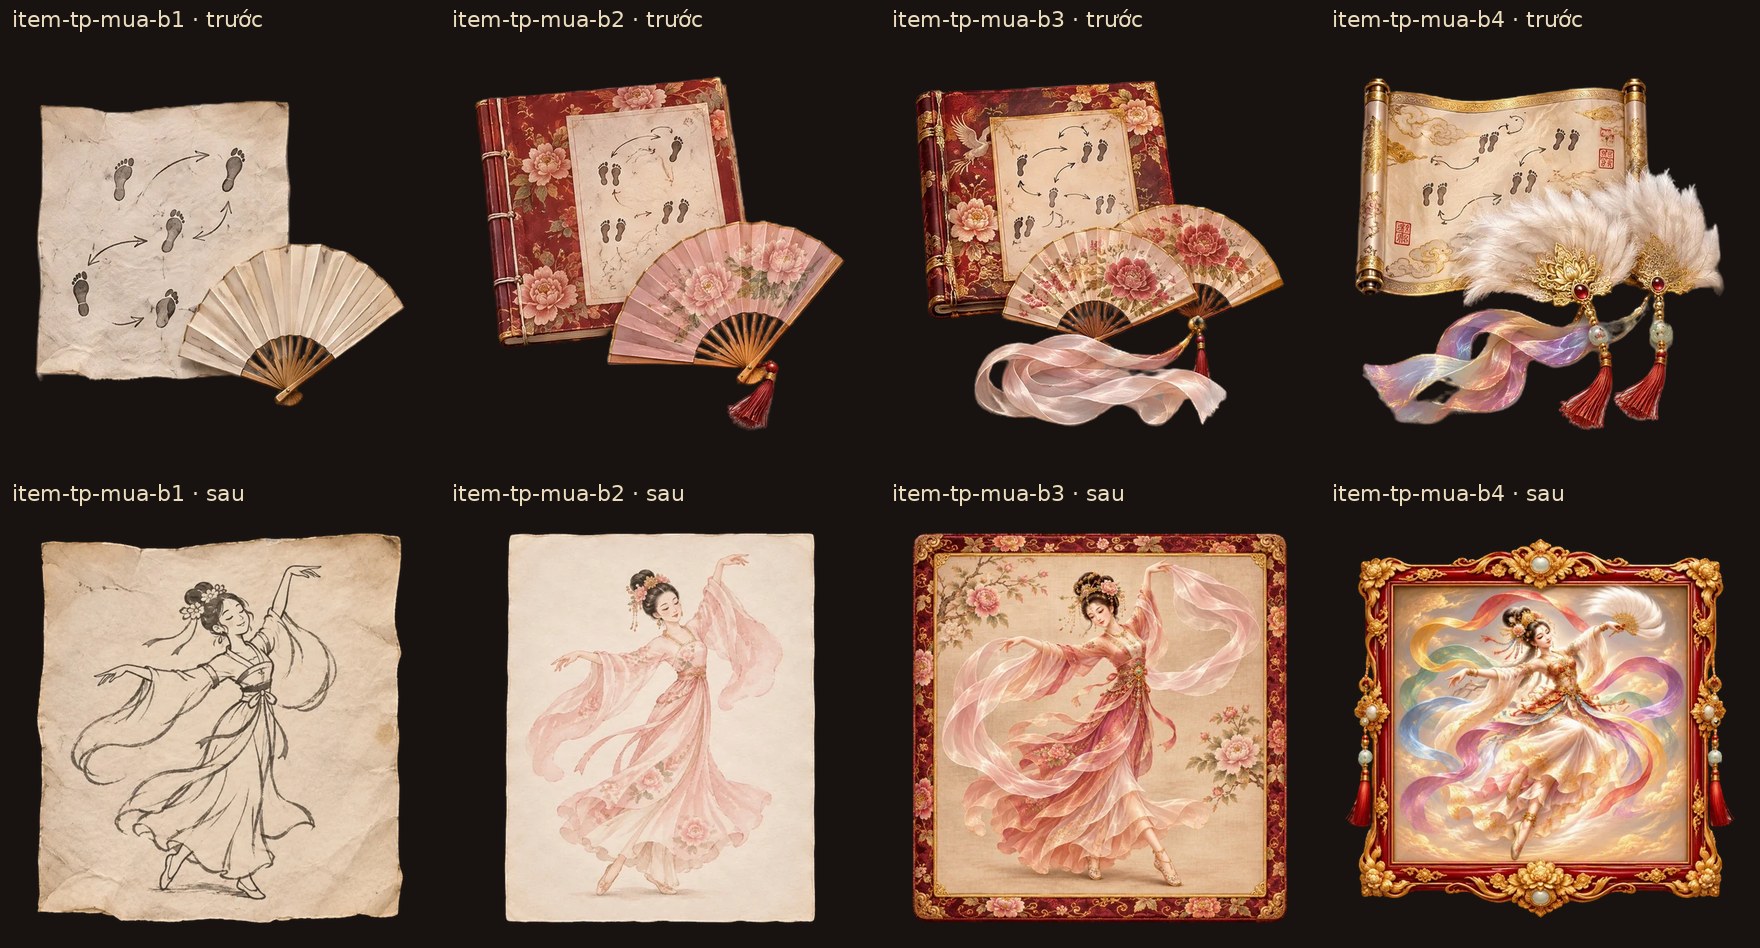 item-tp-mua-b1 · trước
item-tp-mua-b2 · trước
item-tp-mua-b3 · trước
item-tp-mua-b4 · trước
item-tp-mua-b1 · sau
item-tp-mua-b2 · sau
item-tp-mua-b3 · sau
item-tp-mua-b4 · sau